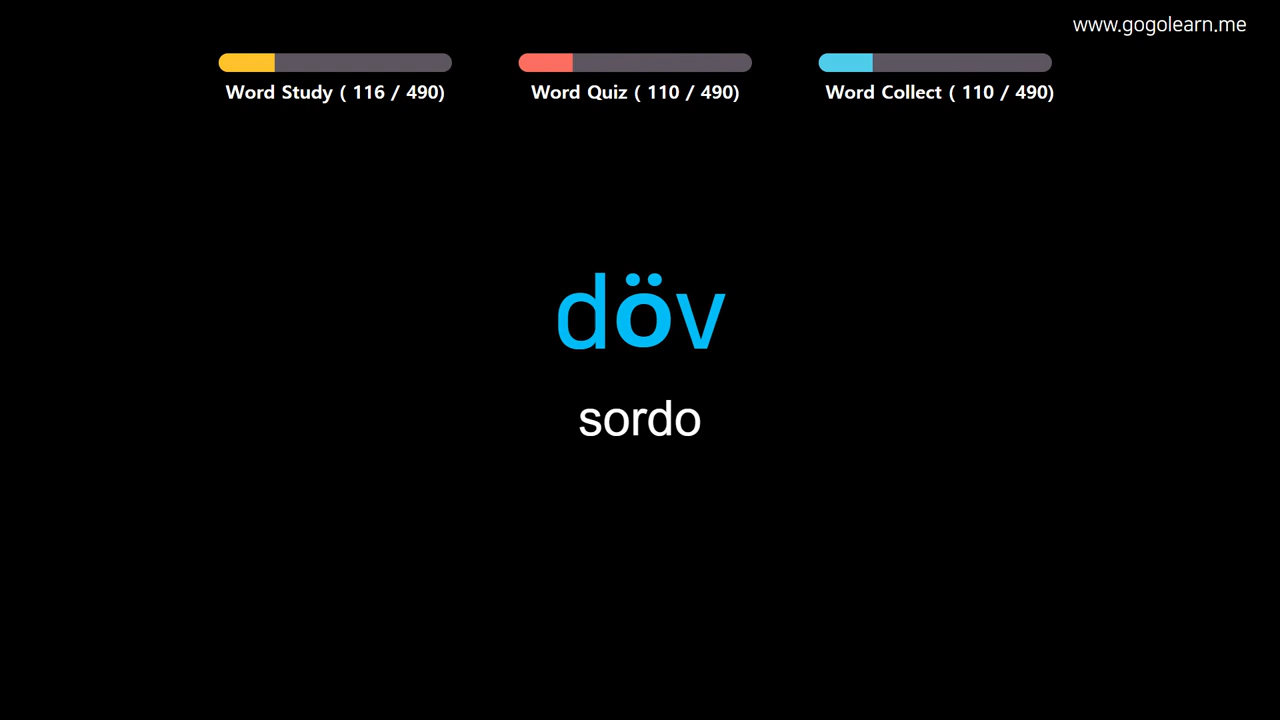 www.gogolearn.me
Word Study ( 116 / 490)
Word Quiz ( 110 / 490)
Word Collect ( 110 / 490)
döv
sordo